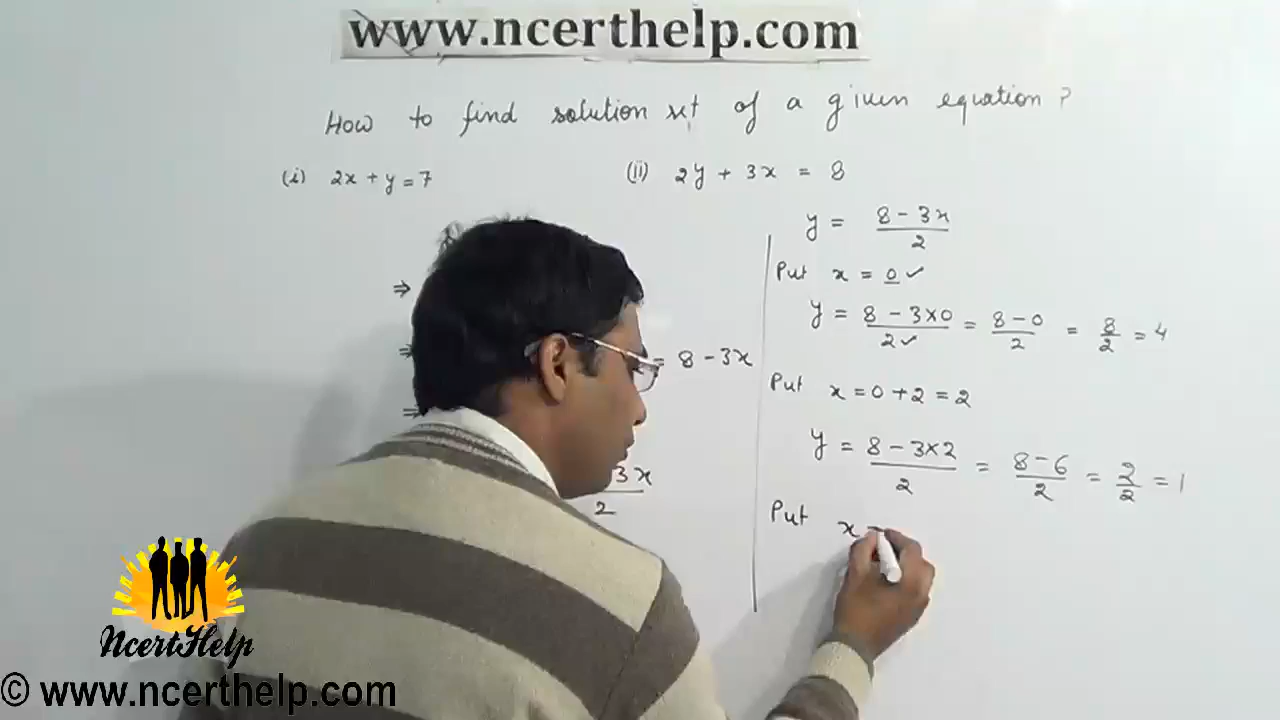 www.ncerthelp.com
How to find solution set of a given equation?
(i) 2x + y = 7
(ii) 2y + 3x = 8
⇒
⇒ = 8 - 3x
⇒
3x
2
y = 8 - 3x
2
Put x = 0 ✓
y = 8 - 3×0 = 8 - 0 = 8 = 4
2✓ 2 2
Put x = 0 + 2 = 2
y = 8 - 3×2 = 8 - 6 = 2 = 1
2 2 2
Put x =
NcertHelp
© www.ncerthelp.com